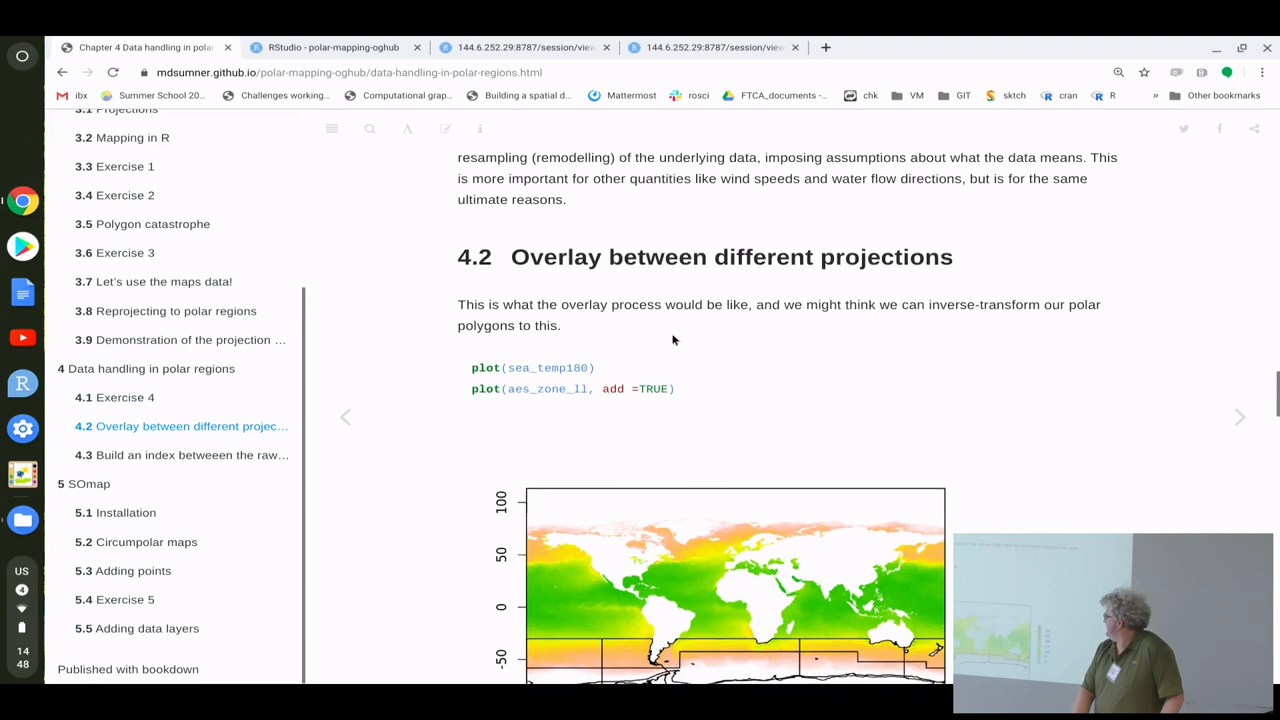 Chapter 4 Data handling in pola
RStudio - polar-mapping-oghub
144.6.252.29:8787/session/view
144.6.252.29:8787/session/view
mdsumner.github.io/polar-mapping-oghub/data-handling-in-polar-regions.html
ibx
Summer School 20...
Challenges working...
Computational grap...
Building a spatial d...
Mattermost
rosci
FTCA_documents -...
chk
VM
GIT
sktch
cran
R
»
Other bookmarks
3.1 Projections
3.2 Mapping in R
3.3 Exercise 1
3.4 Exercise 2
3.5 Polygon catastrophe
3.6 Exercise 3
3.7 Let's use the maps data!
3.8 Reprojecting to polar regions
3.9 Demonstration of the projection ...
4 Data handling in polar regions
4.1 Exercise 4
4.2 Overlay between different projec...
4.3 Build an index betweeen the raw...
5 SOmap
5.1 Installation
5.2 Circumpolar maps
5.3 Adding points
5.4 Exercise 5
5.5 Adding data layers
Published with bookdown
resampling (remodelling) of the underlying data, imposing assumptions about what the data means. This
is more important for other quantities like wind speeds and water flow directions, but is for the same
ultimate reasons.
4.2 Overlay between different projections
This is what the overlay process would be like, and we might think we can inverse-transform our polar
polygons to this.
plot(sea_temp180)
plot(aes_zone_ll, add =TRUE)
100
50
0
-50
US
4
14
48